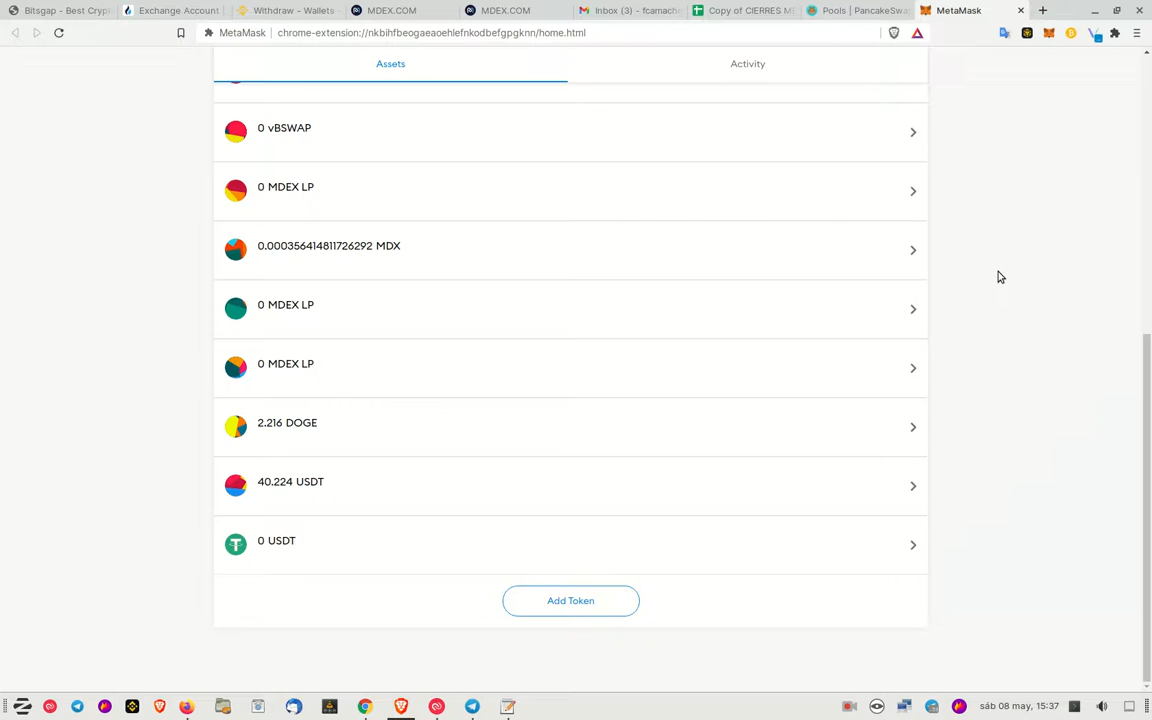 Bitsgap – Best Cryp
Exchange Account
Withdraw - Wallets -
MDEX.COM
MDEX.COM
Inbox (3) - fcamache
Copy of CIERRES ME
Pools | PancakeSwa
MetaMask
MetaMask
chrome-extension://nkbihfbeogaeaoehlefnkodbefgpgknn/home.html
Assets
Activity
0 vBSWAP
0 MDEX LP
0.000356414811726292 MDX
0 MDEX LP
0 MDEX LP
2.216 DOGE
40.224 USDT
0 USDT
Add Token
sáb 08 may, 15:37